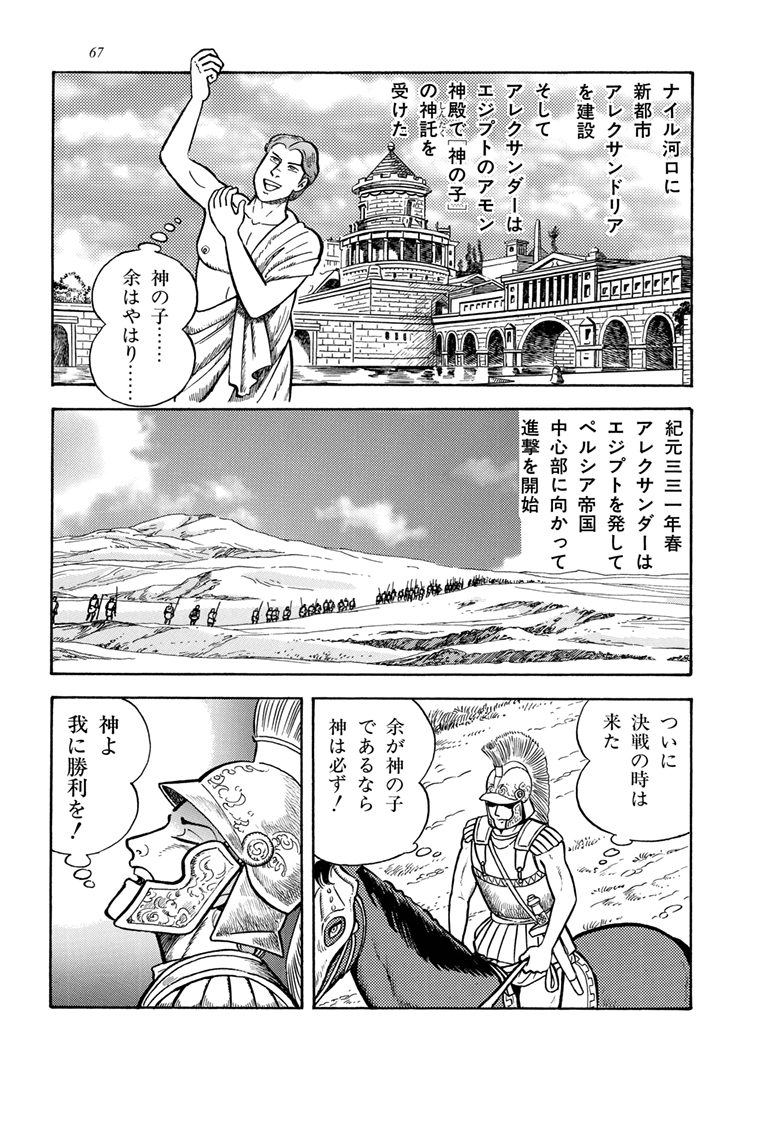 67
ナイル河口に
新都市
アレクサンドリア
を建設
そして
アレクサンダーは
エジプトのアモン
神殿で［神の子］
の神託を
しんたく
受けた
神の子……
余はやはり……
紀元三三一年春
アレクサンダーは
エジプトを発して
ペルシア帝国
中心部に向かって
進撃を開始
ついに
決戦の時は
来た
余が神の子
であるなら
神は必ず！
神よ
我に勝利を！